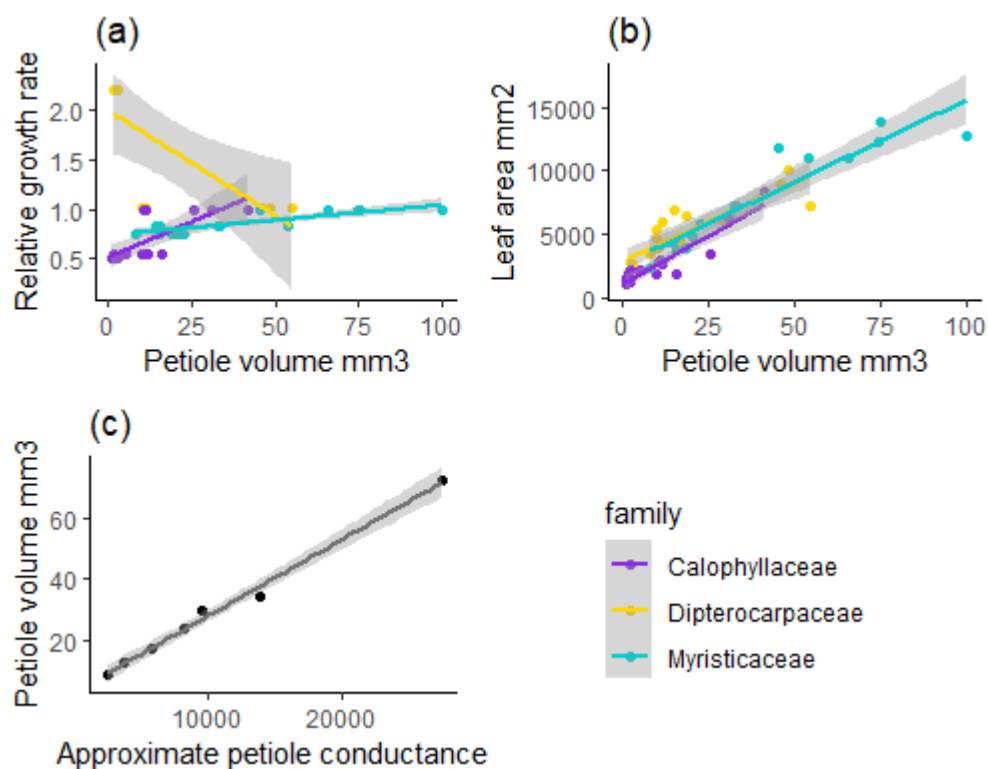 (a)
Relative growth rate
2.0
1.5
1.0
0.5
0 25 50 75 100
Petiole volume mm3
(b)
Leaf area mm2
15000
10000
5000
0
0 25 50 75 100
Petiole volume mm3
(c)
Petiole volume mm3
60
40
20
10000 20000
Approximate petiole conductance
family
Calophyllaceae
Dipterocarpaceae
Myristicaceae